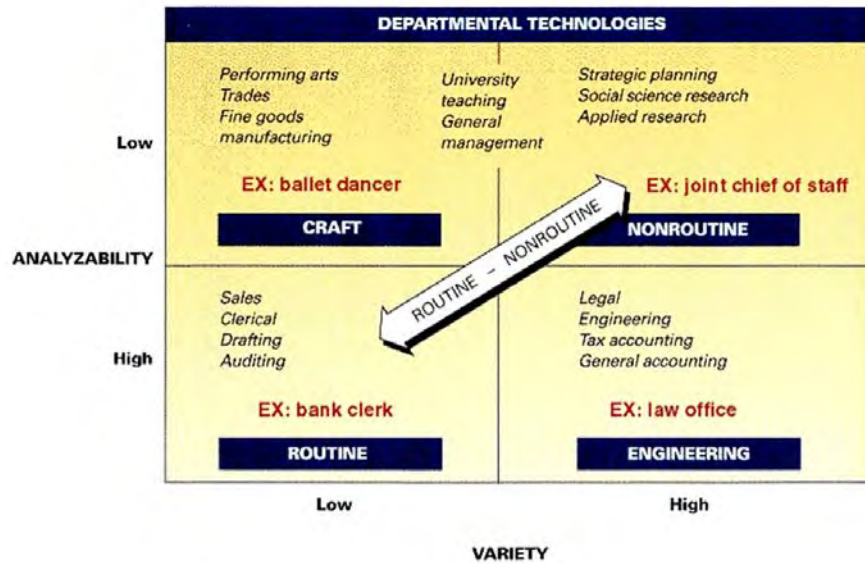 DEPARTMENTAL TECHNOLOGIES
Performing arts
Trades
Fine goods
manufacturing
University
teaching
General
management
Strategic planning
Social science research
Applied research
Low
EX: ballet dancer
EX: joint chief of staff
CRAFT
NONROUTINE
ANALYZABILITY
ROUTINE – NONROUTINE
Sales
Clerical
Drafting
Auditing
Legal
Engineering
Tax accounting
General accounting
High
EX: bank clerk
EX: law office
ROUTINE
ENGINEERING
Low
High
VARIETY